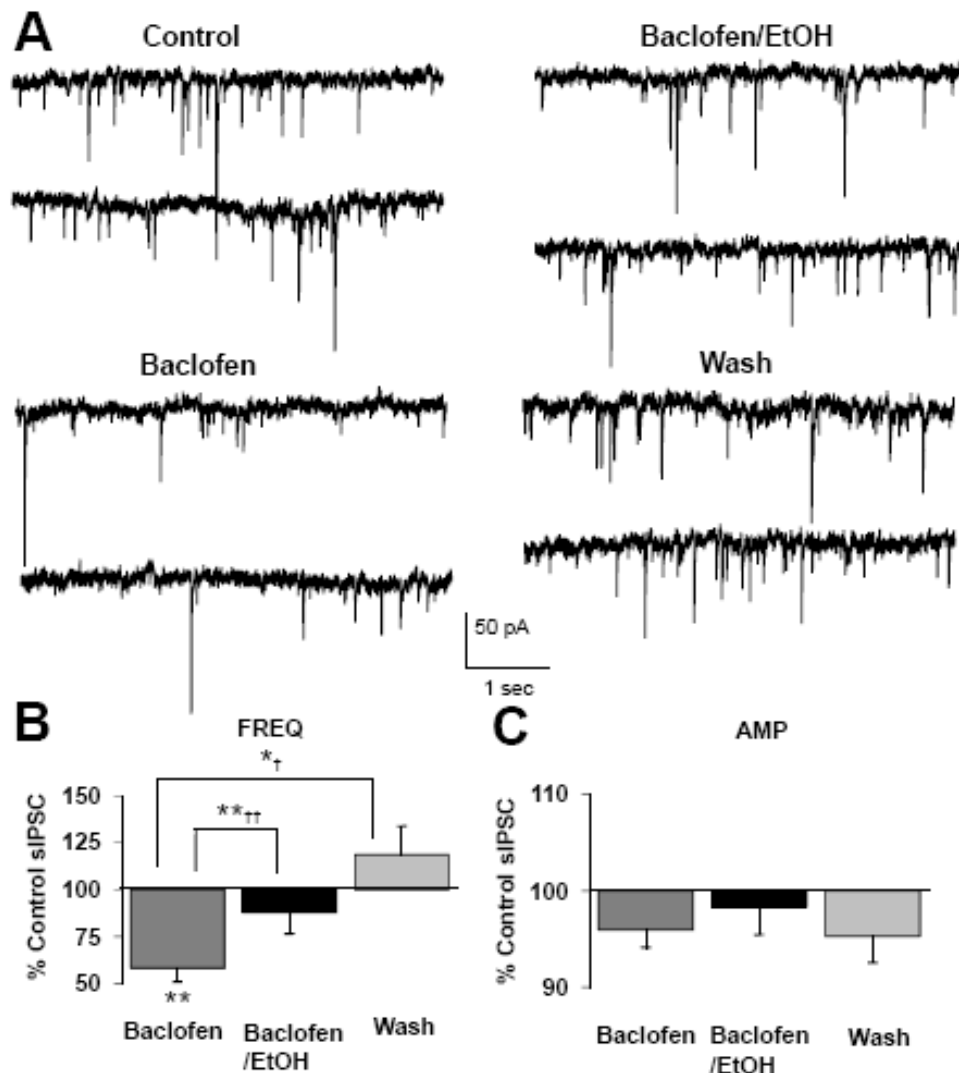 A
Control
Baclofen/EtOH
Baclofen
Wash
50 pA
1 sec
B
FREQ
% Control sIPSC
150
125
100
75
50
*†
**††
**
Baclofen
Baclofen
/EtOH
Wash
C
AMP
% Control sIPSC
110
100
90
Baclofen
Baclofen
/EtOH
Wash